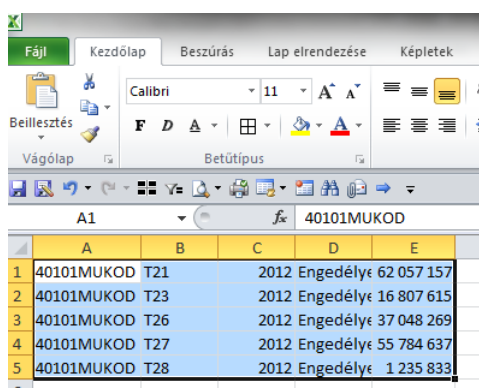 Fájl Kezdőlap Beszúrás Lap elrendezése Képletek
Calibri 11 A A
Beillesztés F D A A
Vágólap Betűtípus
A1 fx 40101MUKOD
A B C D E
1 40101MUKOD T21 2012 Engedélye 62 057 157
2 40101MUKOD T23 2012 Engedélye 16 807 615
3 40101MUKOD T26 2012 Engedélye 37 048 269
4 40101MUKOD T27 2012 Engedélye 55 784 637
5 40101MUKOD T28 2012 Engedélye 1 235 833